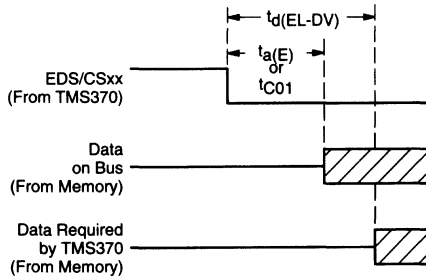 td(EL-DV)
ta(E)
or
tC01
EDS/CSxx
(From TMS370)
Data
on Bus
(From Memory)
Data Required
by TMS370
(From Memory)